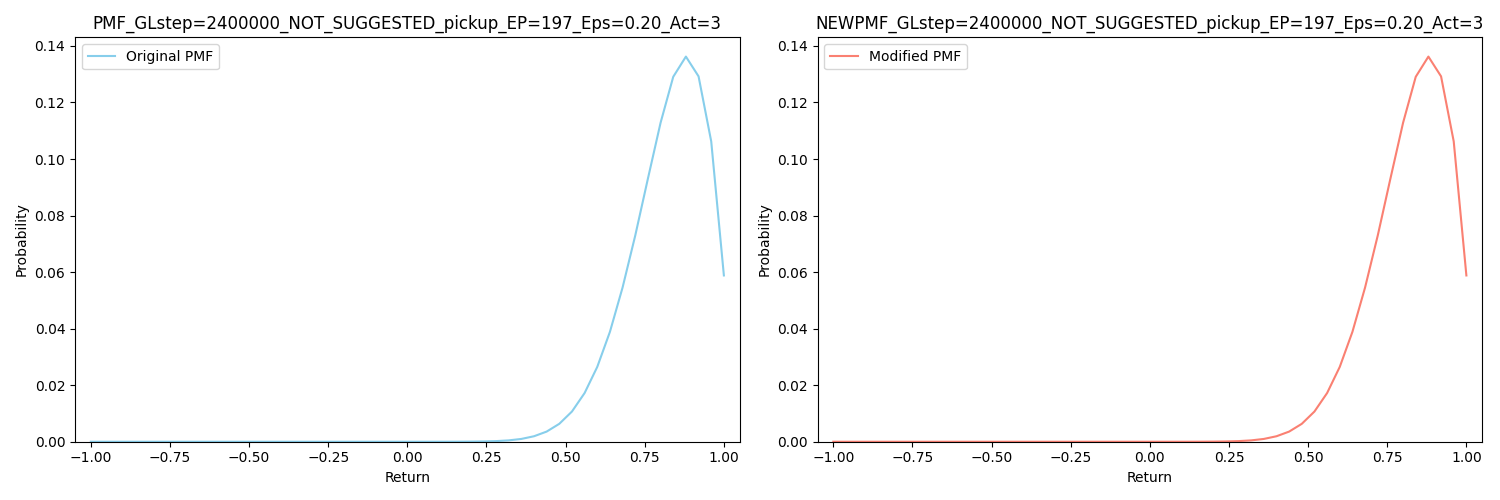 PMF_GLstep=2400000_NOT_SUGGESTED_pickup_EP=197_Eps=0.20_Act=3
Original PMF
0.14
0.12
0.10
0.08
0.06
0.04
0.02
0.00
Probability
−1.00 −0.75 −0.50 −0.25 0.00 0.25 0.50 0.75 1.00
Return
NEWPMF_GLstep=2400000_NOT_SUGGESTED_pickup_EP=197_Eps=0.20_Act=3
Modified PMF
0.14
0.12
0.10
0.08
0.06
0.04
0.02
0.00
Probability
−1.00 −0.75 −0.50 −0.25 0.00 0.25 0.50 0.75 1.00
Return